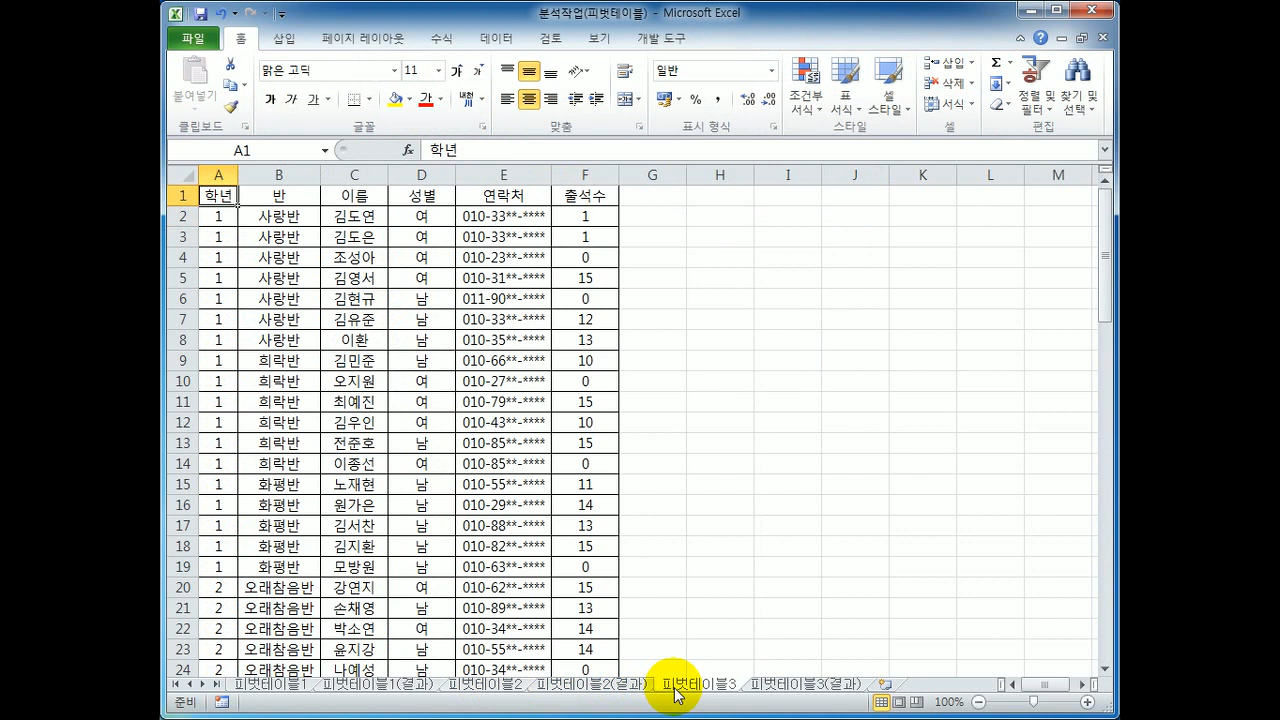 분석작업(피벗테이블) - Microsoft Excel
파일 홈 삽입 페이지 레이아웃 수식 데이터 검토 보기 개발 도구
붙여넣기
클립보드
맑은 고딕 11
가 가 가 가
글꼴
맞춤
일반
% ,
표시 형식
조건부 서식
표 서식
셀 스타일
스타일
삽입
삭제
서식
셀
정렬 및 필터
찾기 및 선택
편집
A1 fx 학년
A B C D E F G H I J K L M
1 학년 반 이름 성별 연락처 출석수
2 1 사랑반 김도연 여 010-33**-**** 1
3 1 사랑반 김도은 여 010-33**-**** 1
4 1 사랑반 조성아 여 010-23**-**** 0
5 1 사랑반 김영서 여 010-31**-**** 15
6 1 사랑반 김현규 남 011-90**-**** 0
7 1 사랑반 김유준 남 010-33**-**** 12
8 1 사랑반 이환 남 010-35**-**** 13
9 1 희락반 김민준 남 010-66**-**** 10
10 1 희락반 오지원 여 010-27**-**** 0
11 1 희락반 최예진 여 010-79**-**** 15
12 1 희락반 김우인 여 010-43**-**** 10
13 1 희락반 전준호 남 010-85**-**** 15
14 1 희락반 이종선 여 010-85**-**** 0
15 1 화평반 노재현 남 010-55**-**** 11
16 1 화평반 원가은 남 010-29**-**** 14
17 1 화평반 김서찬 남 010-88**-**** 13
18 1 화평반 김지환 남 010-82**-**** 15
19 1 화평반 모방원 남 010-63**-**** 0
20 2 오래참음반 강연지 여 010-62**-**** 15
21 2 오래참음반 손채영 남 010-89**-**** 13
22 2 오래참음반 박소연 여 010-34**-**** 14
23 2 오래참음반 윤지강 남 010-55**-**** 14
24 2 오래참음반 나예성 남 010-34**-**** 0
피벗테이블1 피벗테이블1(결과) 피벗테이블2 피벗테이블2(결과) 피벗테이블3 피벗테이블3(결과)
준비 100%